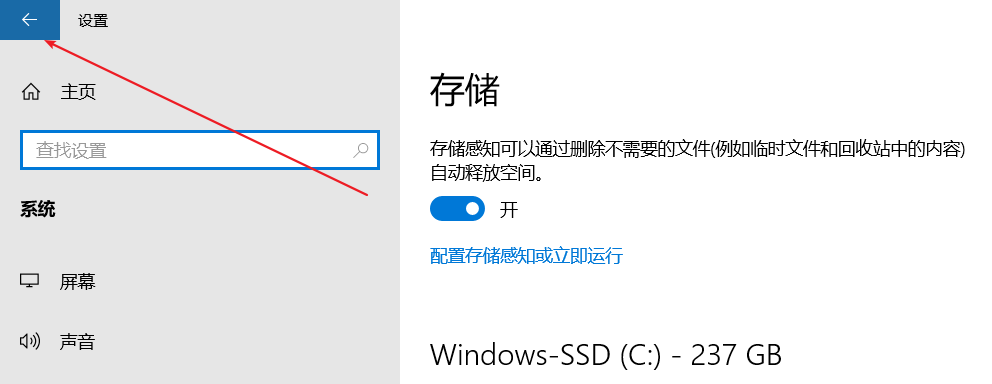 设置
主页
查找设置
系统
屏幕
声音
存储
存储感知可以通过删除不需要的文件(例如临时文件和回收站中的内容)
自动释放空间。
开
配置存储感知或立即运行
Windows-SSD (C:) - 237 GB